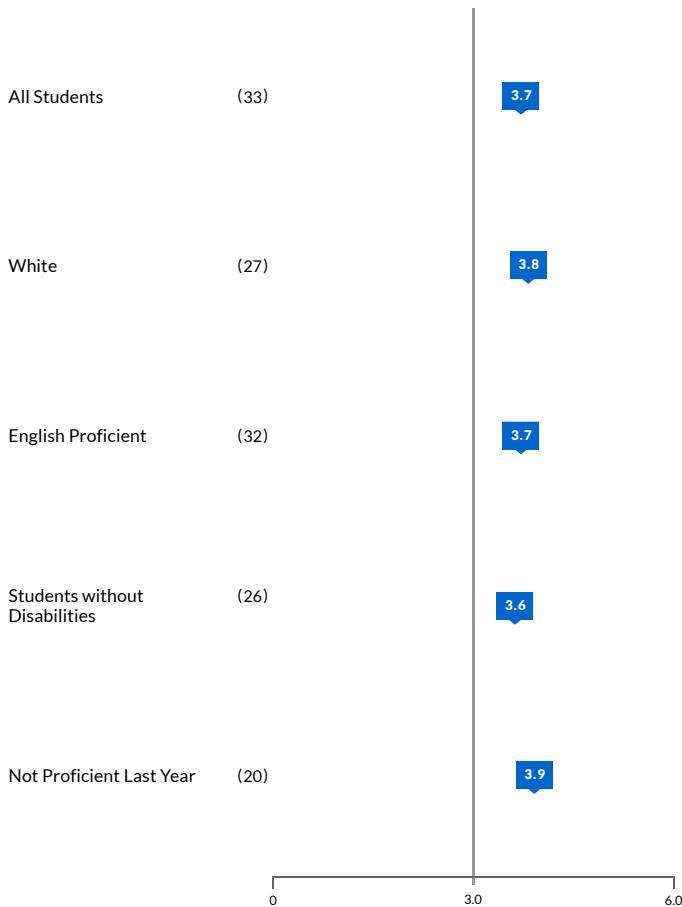 All Students (33) 3.7
White (27) 3.8
English Proficient (32) 3.7
Students without (26) 3.6
Disabilities
Not Proficient Last Year (20) 3.9
0 3.0 6.0